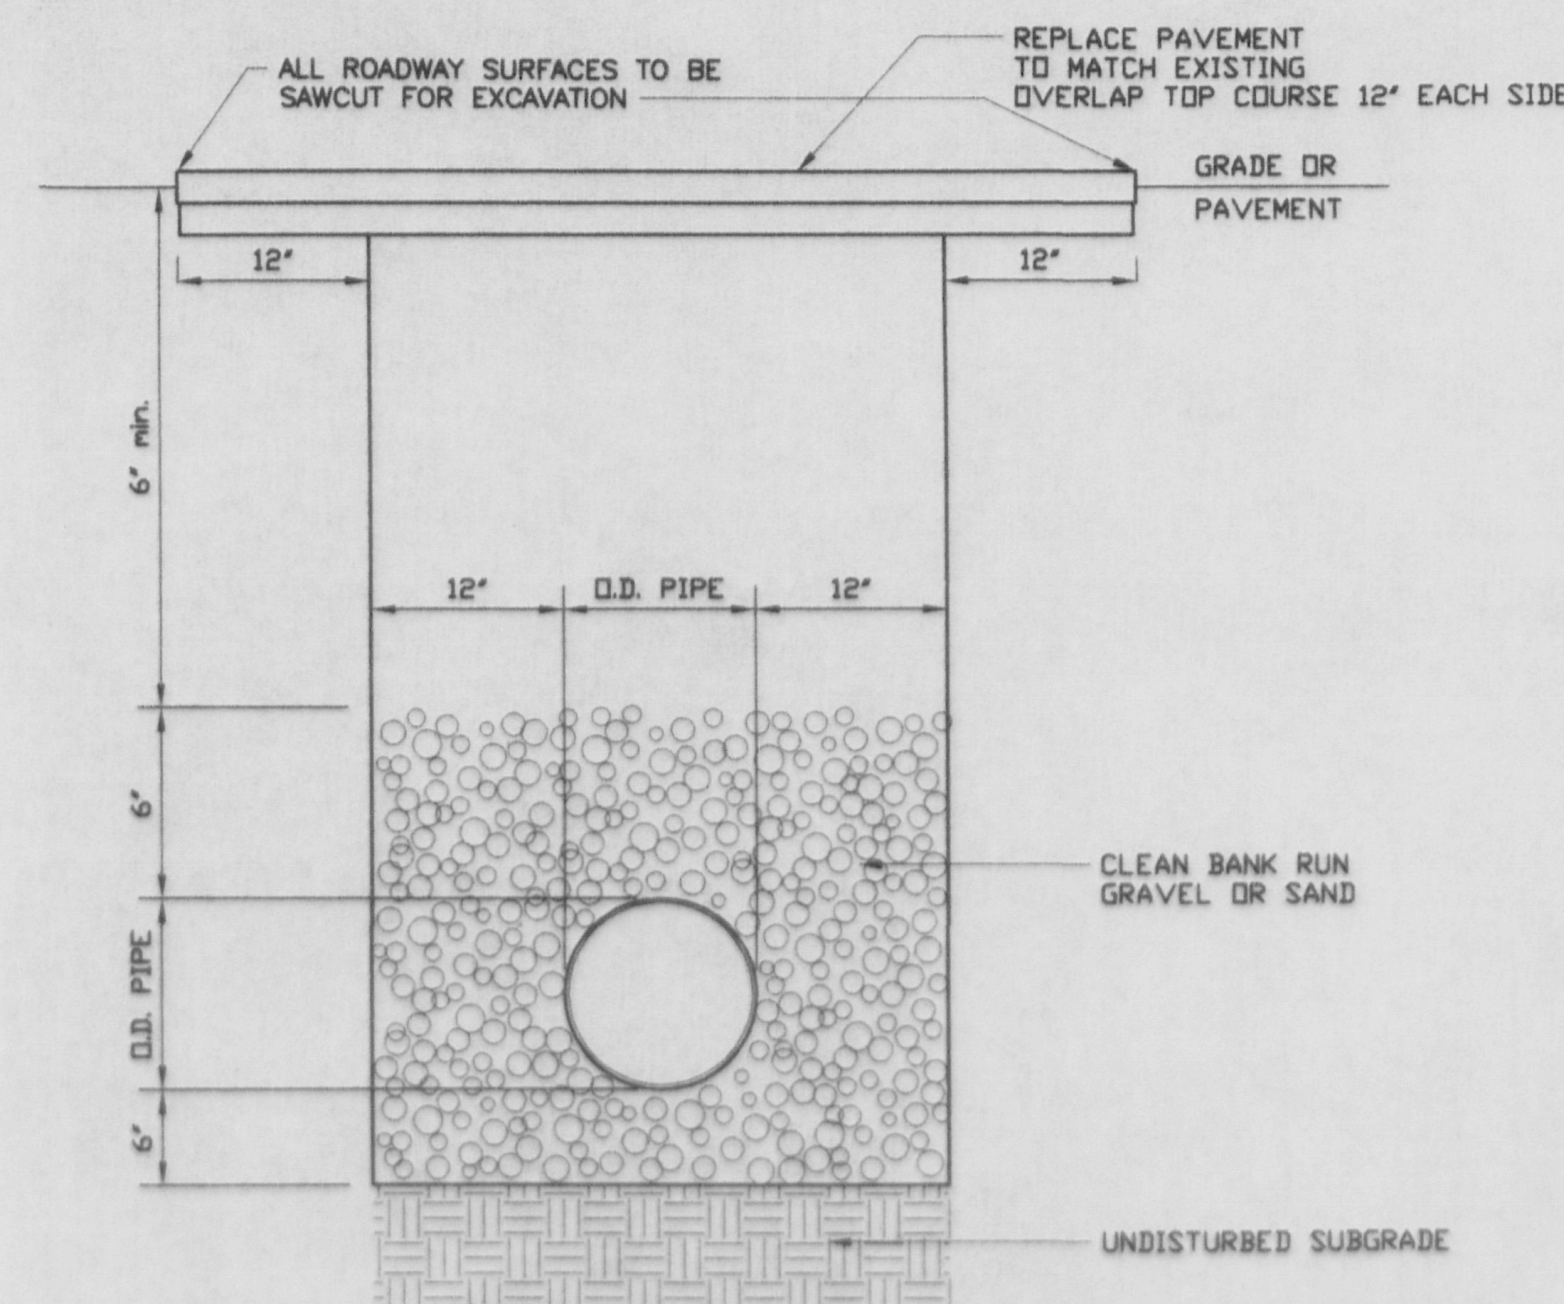 ALL ROADWAY SURFACES TO BE
SAWCUT FOR EXCAVATION
REPLACE PAVEMENT
TO MATCH EXISTING
OVERLAP TOP COURSE 12" EACH SIDE
GRADE OR
PAVEMENT
12"
12"
6" min.
12"
O.D. PIPE
12"
6"
CLEAN BANK RUN
GRAVEL OR SAND
O.D. PIPE
6"
UNDISTURBED SUBGRADE